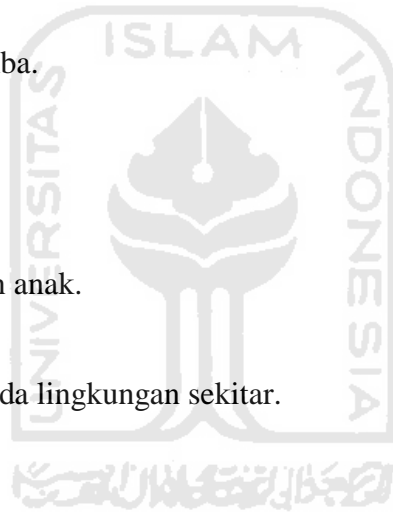 ISLAM
ba.
UNIVERSITAS
INDONESIA
anak.
da lingkungan sekitar.